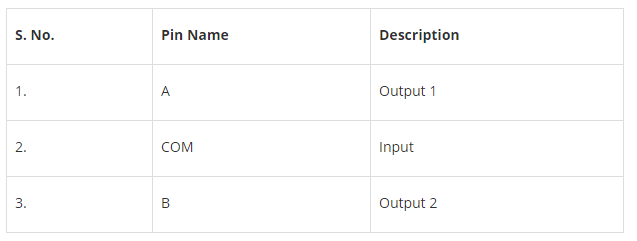 S. No. Pin Name Description
1. A Output 1
2. COM Input
3. B Output 2